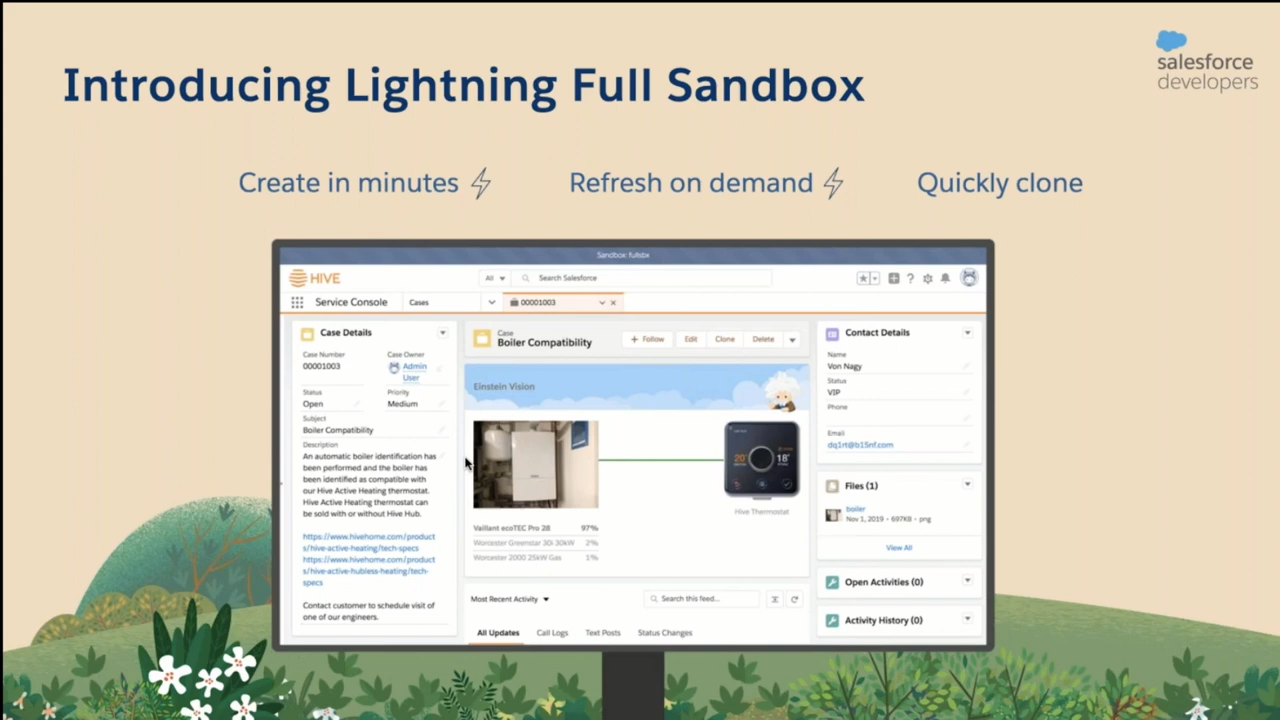 Introducing Lightning Full Sandbox
salesforce
developers
Create in minutes
Refresh on demand
Quickly clone
Sandbox: fullsbx
HIVE
All
Search Salesforce
Service Console
Cases
00001003
Case Details
Case Number
Case Owner
00001003
Admin
User
Status
Priority
Open
Medium
Subject
Boiler Compatibility
Description
An automatic boiler identification has
been performed and the boiler has
been identified as compatible with
our Hive Active Heating thermostat.
Hive Active Heating thermostat can
be sold with or without Hive Hub.
https://www.hivehome.com/product
s/hive-active-heating/tech-specs
https://www.hivehome.com/product
s/hive-active-hubless-heating/tech-
specs
Contact customer to schedule visit of
one of our engineers.
Case
Boiler Compatibility
+ Follow
Edit
Clone
Delete
Einstein Vision
20°
18°
Hive Thermostat
Vaillant ecoTEC Pro 28 97%
Worcester Greenstar 30i 30kW 2%
Worcester 2000 25kW Gas 1%
Most Recent Activity
Search this feed...
All Updates
Call Logs
Text Posts
Status Changes
Contact Details
Name
Von Nagy
Status
VIP
Phone
Email
dq1rt@b15nf.com
Files (1)
boiler
Nov 1, 2019 • 697KB • png
View All
Open Activities (0)
Activity History (0)